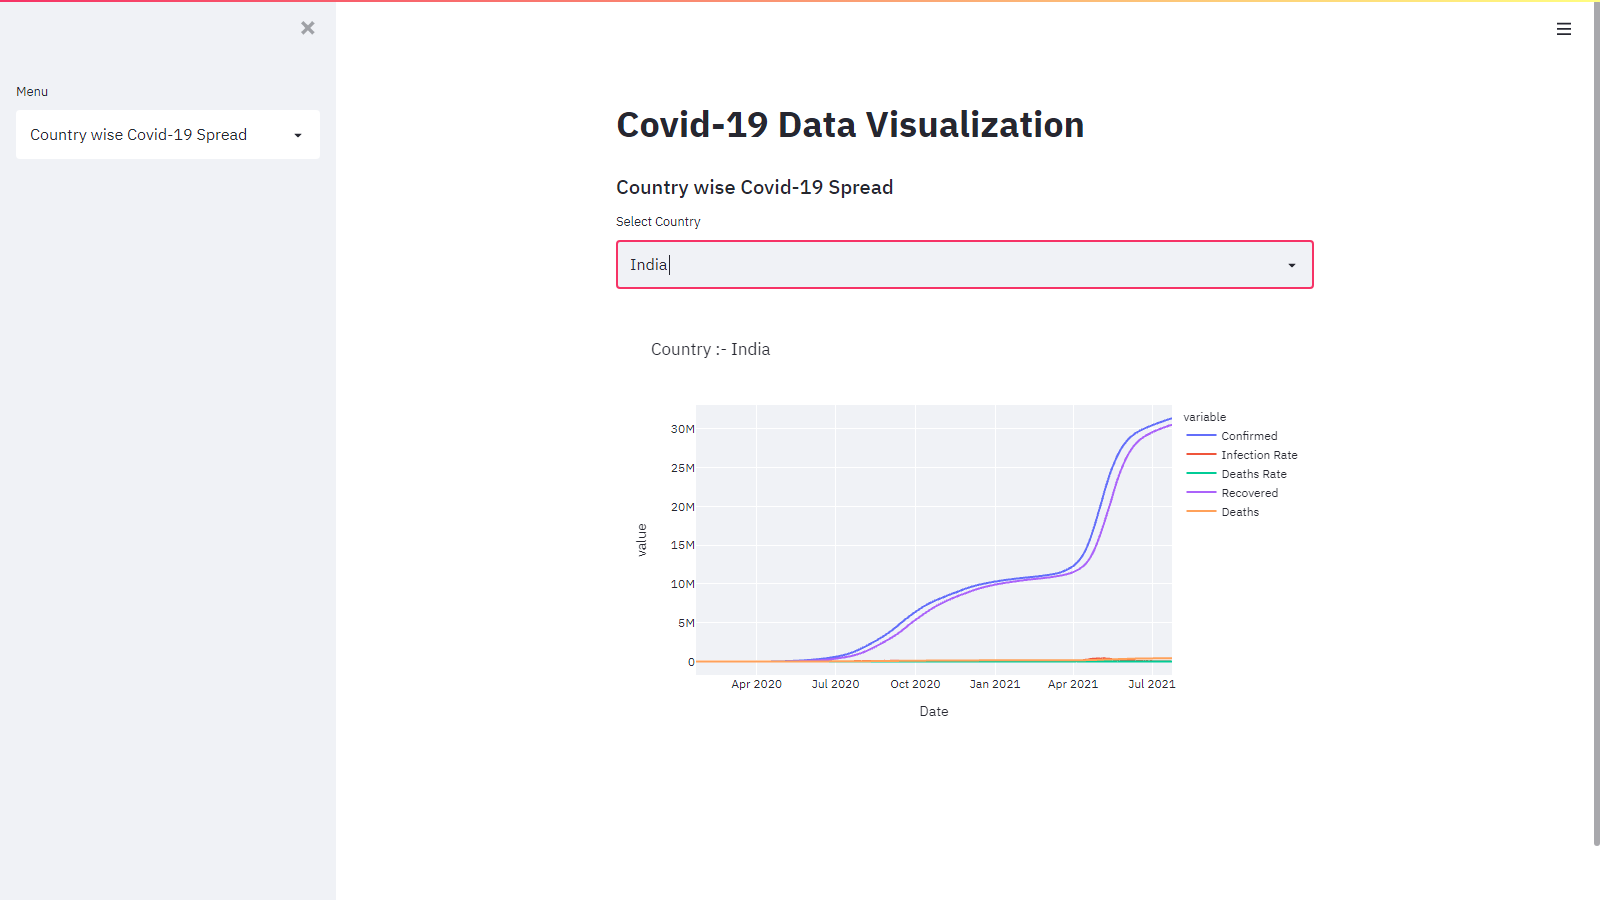 Menu
Country wise Covid-19 Spread
Covid-19 Data Visualization
Country wise Covid-19 Spread
Select Country
India
Country :- India
variable
Confirmed
Infection Rate
Deaths Rate
Recovered
Deaths
value
30M
25M
20M
15M
10M
5M
0
Apr 2020 Jul 2020 Oct 2020 Jan 2021 Apr 2021 Jul 2021
Date